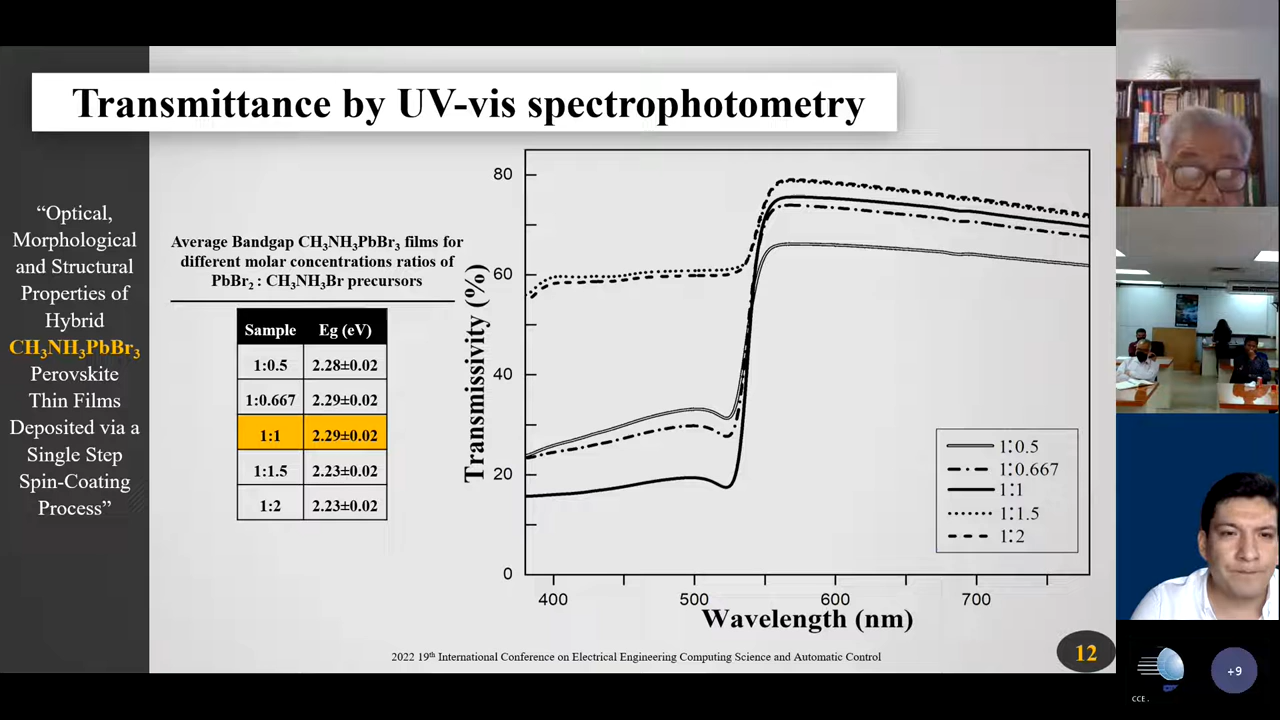 Transmittance by UV-vis spectrophotometry
“Optical,
Morphological
and Structural
Properties of
Hybrid
CH₃NH₃PbBr₃
Perovskite
Thin Films
Deposited via a
Single Step
Spin-Coating
Process”
Average Bandgap CH₃NH₃PbBr₃ films for
different molar concentrations ratios of
PbBr₂ : CH₃NH₃Br precursors
Sample Eg (eV)
1:0.5 2.28±0.02
1:0.667 2.29±0.02
1:1 2.29±0.02
1:1.5 2.23±0.02
1:2 2.23±0.02
Transmissivity (%)
80
60
40
20
0
400 500 600 700
Wavelength (nm)
1:0.5
1:0.667
1:1
1:1.5
1:2
2022 19th International Conference on Electrical Engineering Computing Science and Automatic Control
12
CCE .
+9